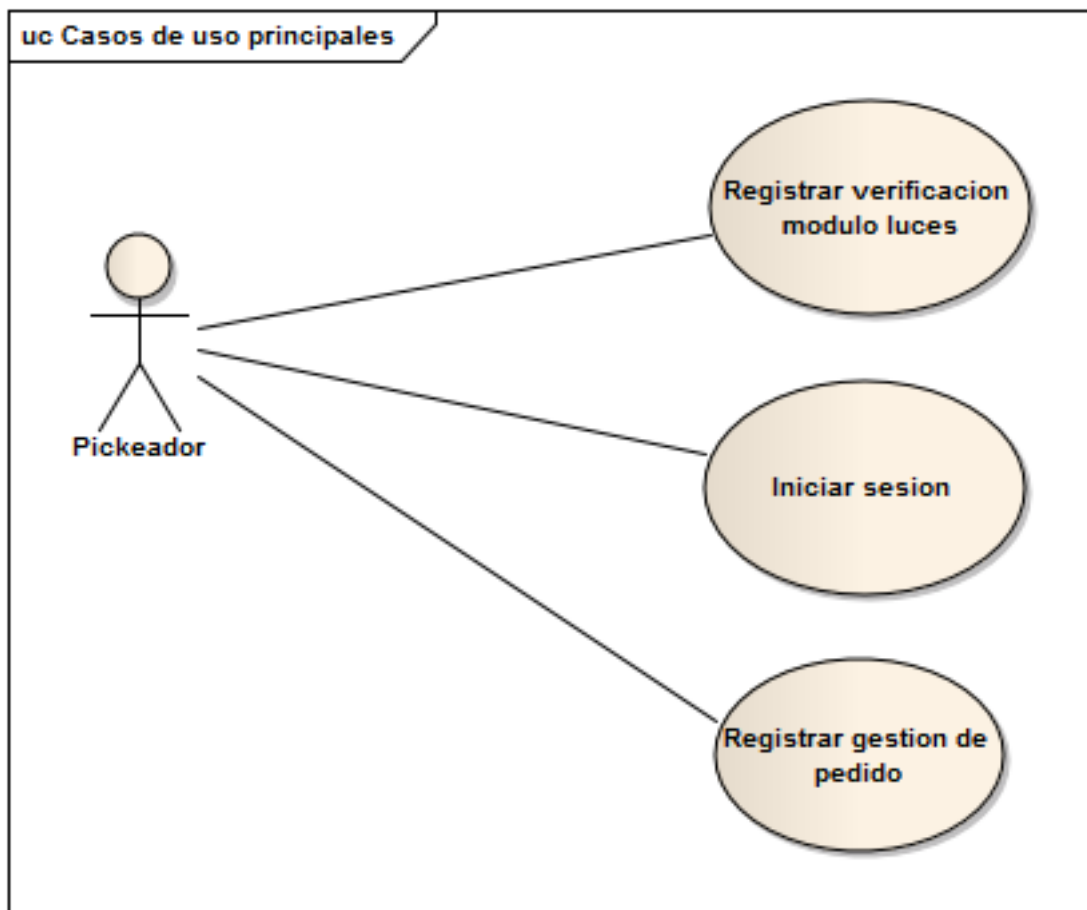 uc Casos de uso principales
Registrar verificacion
modulo luces
Pickeador
Iniciar sesion
Registrar gestion de
pedido